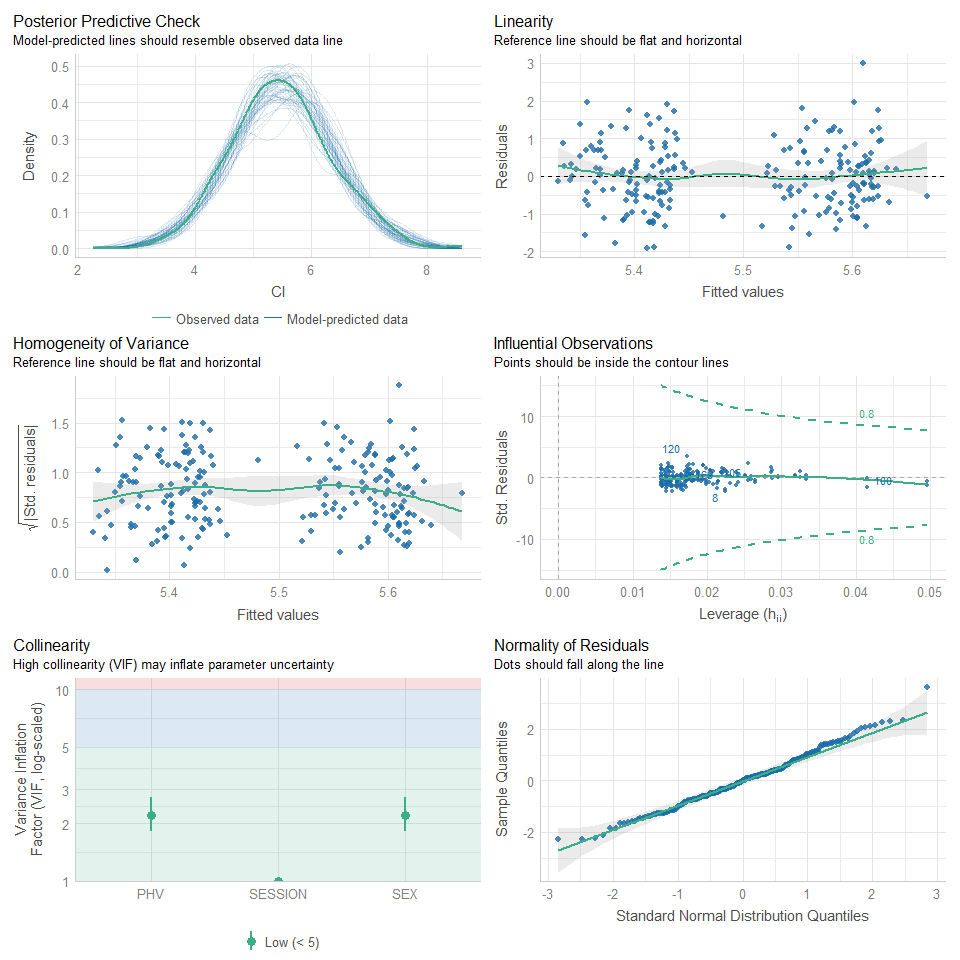 Posterior Predictive Check
Model-predicted lines should resemble observed data line
0.5
0.4
0.3
0.2
0.1
0.0
Density
2
4
6
8
CI
Observed data
Model-predicted data
Linearity
Reference line should be flat and horizontal
3
2
1
0
-1
-2
Residuals
5.4
5.5
5.6
Fitted values
Homogeneity of Variance
Reference line should be flat and horizontal
1.5
1.0
0.5
0.0
√|Std. residuals|
5.4
5.5
5.6
Fitted values
Influential Observations
Points should be inside the contour lines
10
0
-10
Std. Residuals
0.8
120
8
0.8
0.00
0.01
0.02
0.03
0.04
0.05
Leverage (hii)
Collinearity
High collinearity (VIF) may inflate parameter uncertainty
10
5
3
2
1
Variance Inflation
Factor (VIF, log-scaled)
PHV
SESSION
SEX
Low (< 5)
Normality of Residuals
Dots should fall along the line
2
0
-2
Sample Quantiles
-3
-2
-1
0
1
2
3
Standard Normal Distribution Quantiles